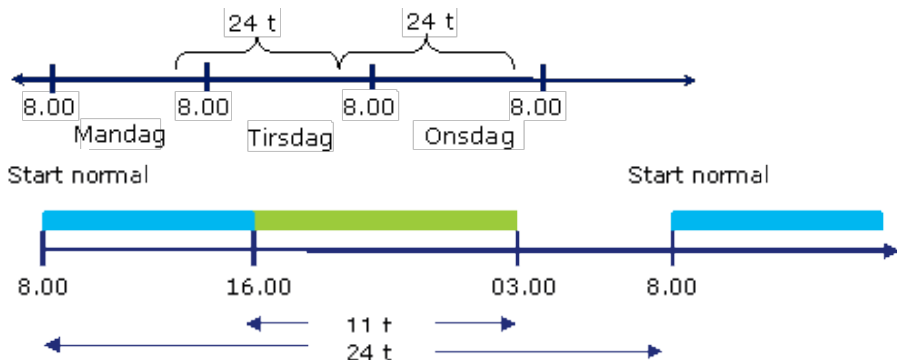 24 t 24 t
8.00 8.00 8.00 8.00
Mandag Tirsdag Onsdag
Start normal Start normal
8.00 16.00 03.00 8.00
11 t
24 t